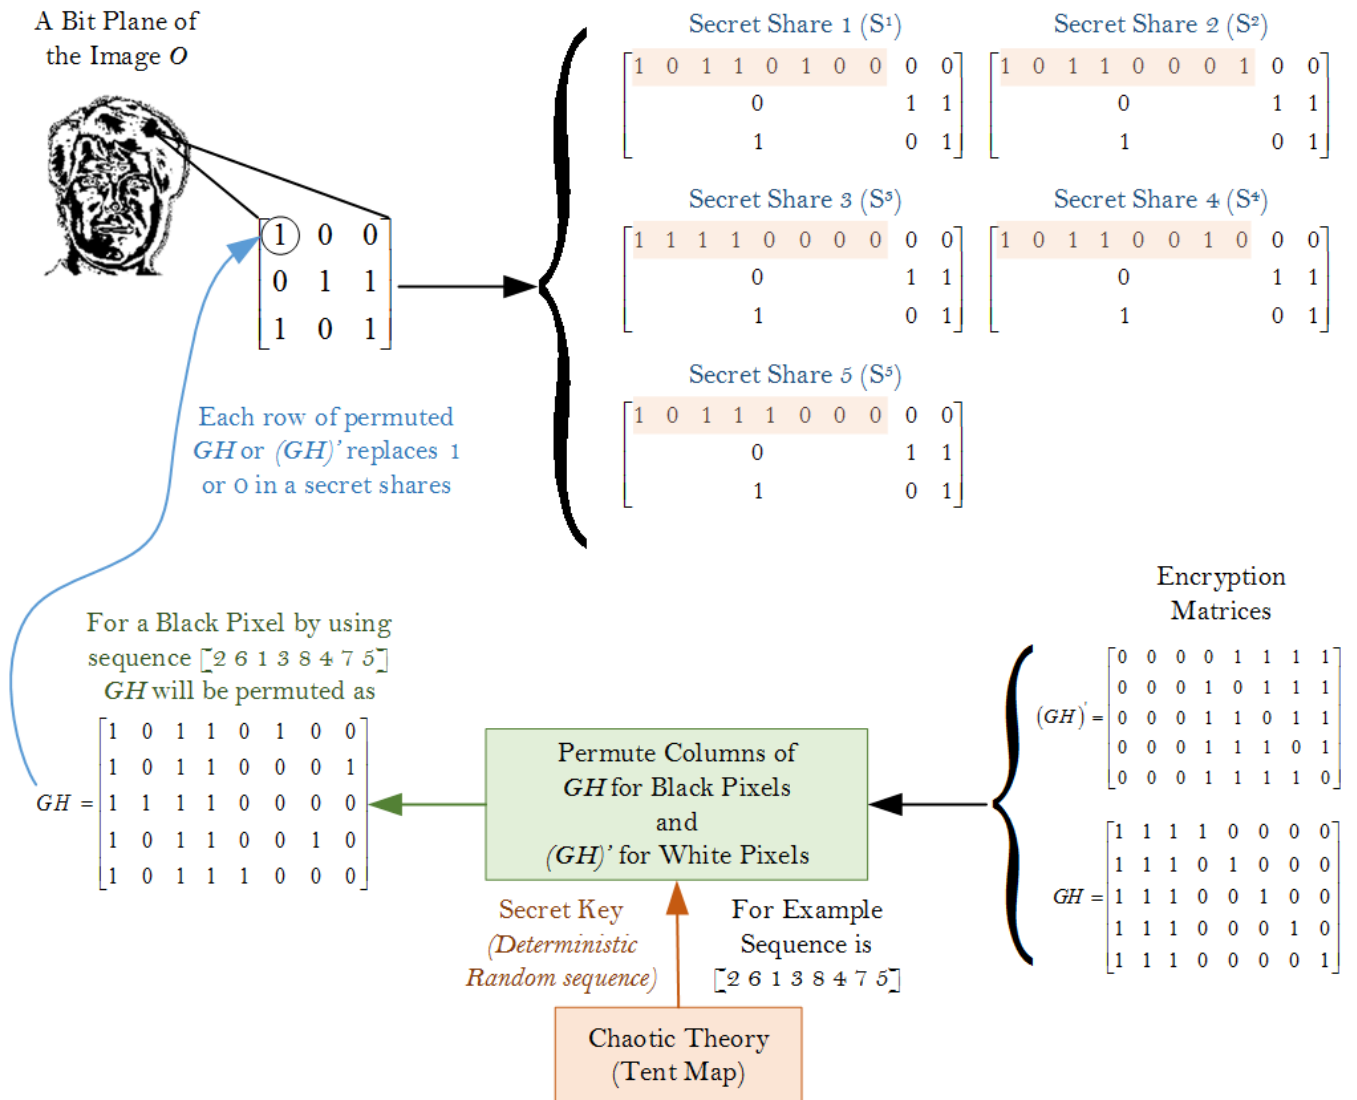 A Bit Plane of
the Image O
1 0 0
0 1 1
1 0 1
Secret Share 1 (S¹)
1 0 1 1 0 1 0 0 0 0
0 1 1
1 0 1
Secret Share 2 (S²)
1 0 1 1 0 0 0 1 0 0
0 1 1
1 0 1
Secret Share 3 (S³)
1 1 1 1 0 0 0 0 0 0
0 1 1
1 0 1
Secret Share 4 (S⁴)
1 0 1 1 0 0 1 0 0 0
0 1 1
1 0 1
Secret Share 5 (S⁵)
1 0 1 1 1 0 0 0 0 0
0 1 1
1 0 1
Each row of permuted
GH or (GH)' replaces 1
or 0 in a secret shares
For a Black Pixel by using
sequence [2 6 1 3 8 4 7 5]
GH will be permuted as
1 0 1 1 0 1 0 0
1 0 1 1 0 0 0 1
GH = 1 1 1 1 0 0 0 0
1 0 1 1 0 0 1 0
1 0 1 1 1 0 0 0
Permute Columns of
GH for Black Pixels
and
(GH)' for White Pixels
Secret Key
(Deterministic
Random sequence)
For Example
Sequence is
[2 6 1 3 8 4 7 5]
Chaotic Theory
(Tent Map)
Encryption
Matrices
0 0 0 0 1 1 1 1
0 0 0 1 0 1 1 1
(GH)' = 0 0 0 1 1 0 1 1
0 0 0 1 1 1 0 1
0 0 0 1 1 1 1 0
1 1 1 1 0 0 0 0
1 1 1 0 1 0 0 0
GH = 1 1 1 0 0 1 0 0
1 1 1 0 0 0 1 0
1 1 1 0 0 0 0 1